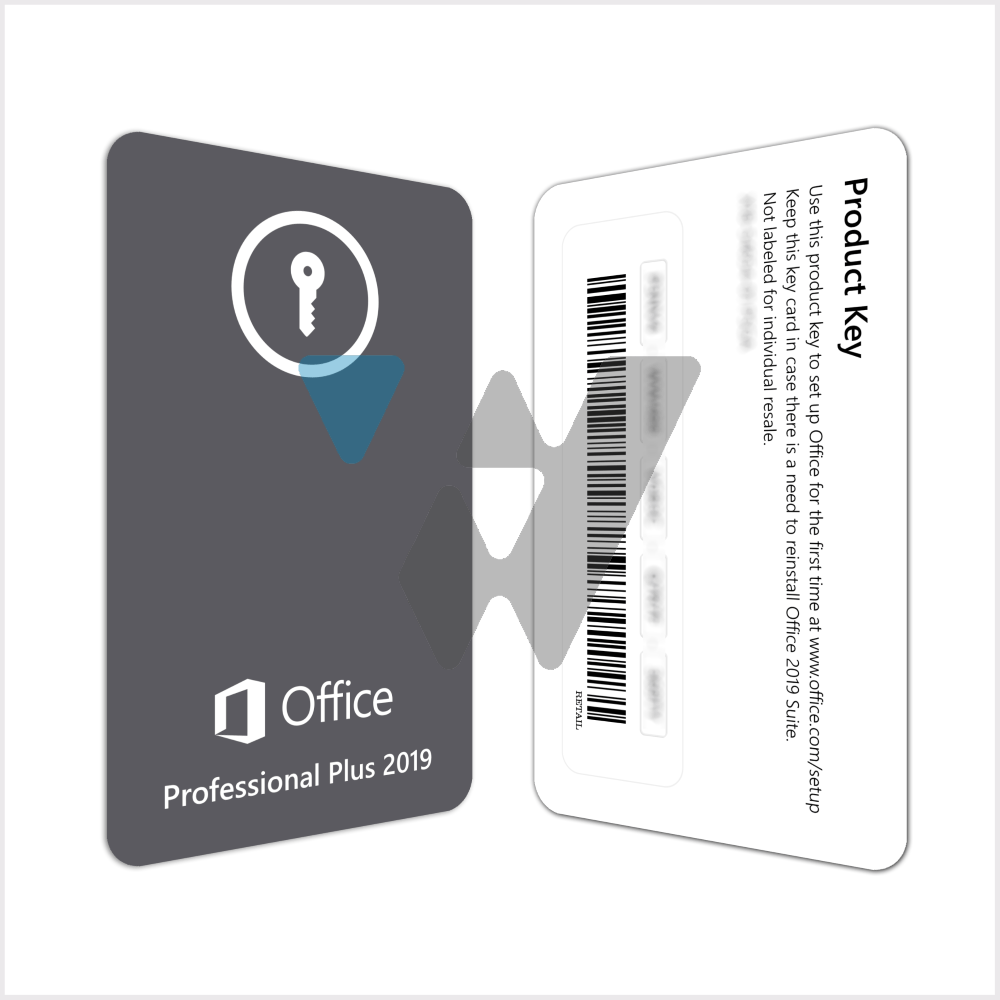 Office
Professional Plus 2019
Product Key
Use this product key to set up Office for the first time at www.office.com/setup
Keep this key card in case there is a need to reinstall Office 2019 Suite.
Not labeled for individual resale.
RETAIL